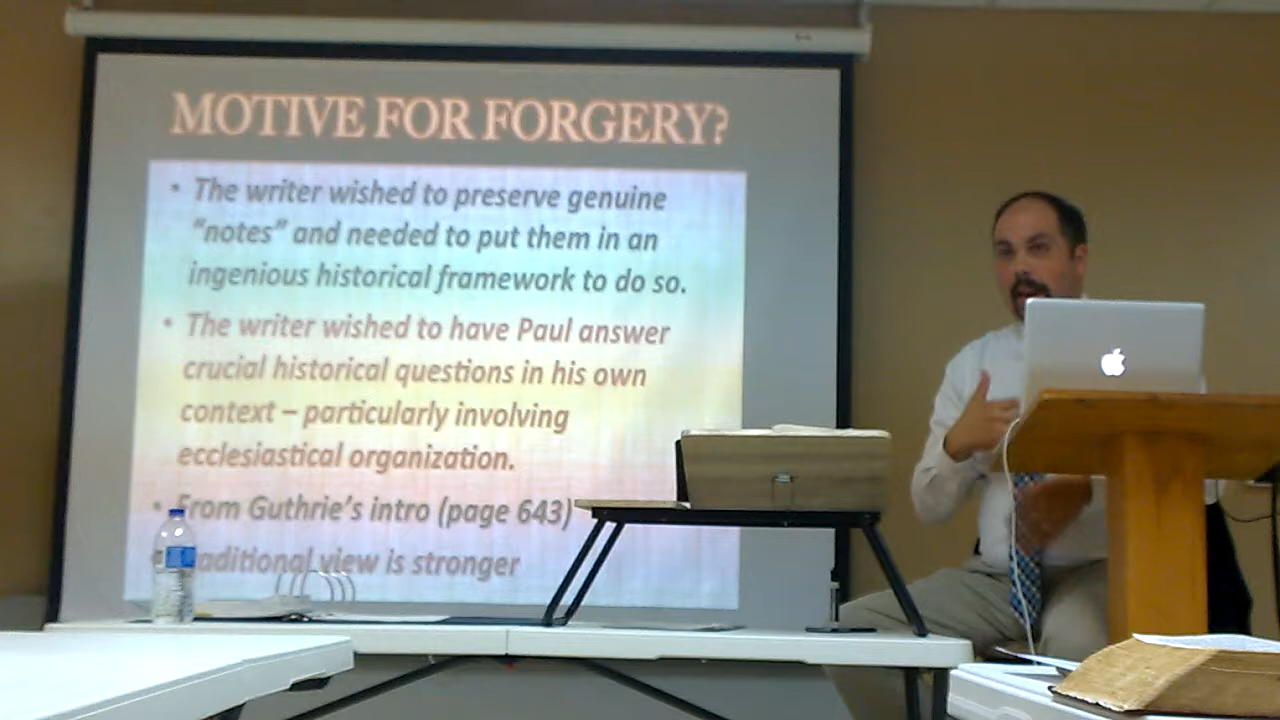 MOTIVE FOR FORGERY?
• The writer wished to preserve genuine
“notes” and needed to put them in an
ingenious historical framework to do so.
• The writer wished to have Paul answer
crucial historical questions in his own
context – particularly involving
ecclesiastical organization.
• From Guthrie’s intro (page 643)
raditional view is stronger